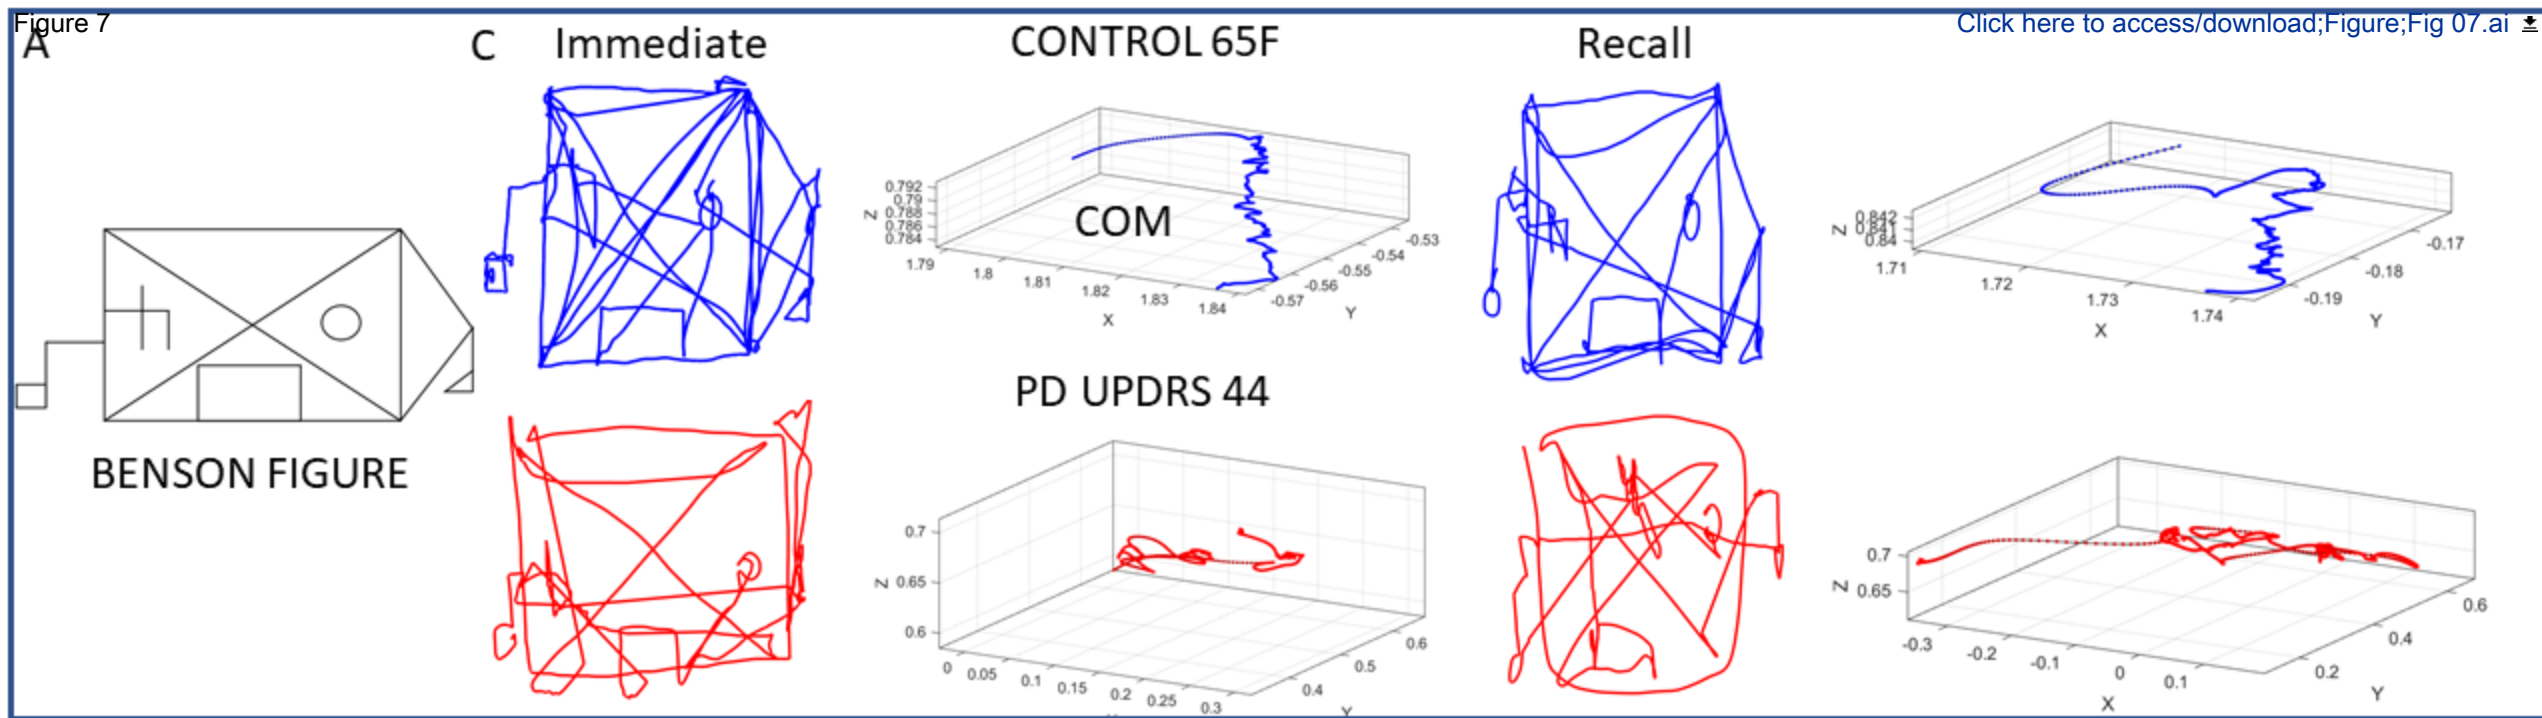 Figure 7
Click here to access/download;Figure;Fig 07.ai
A
C
Immediate
CONTROL 65F
Recall
0.792
0.79
0.788
0.786
0.784
Z
COM
1.79
1.8
1.81
1.82
1.83
1.84
X
-0.57
-0.56
-0.55
-0.54
-0.53
Y
0.842
0.841
0.84
Z
1.71
1.72
1.73
1.74
X
-0.19
-0.18
-0.17
Y
BENSON FIGURE
PD UPDRS 44
0.7
0.65
0.6
Z
0
0.05
0.1
0.15
0.2
0.25
0.3
0.4
0.5
0.6
Y
0.7
0.65
Z
-0.3
-0.2
-0.1
0
0.1
X
0.2
0.4
0.6
Y